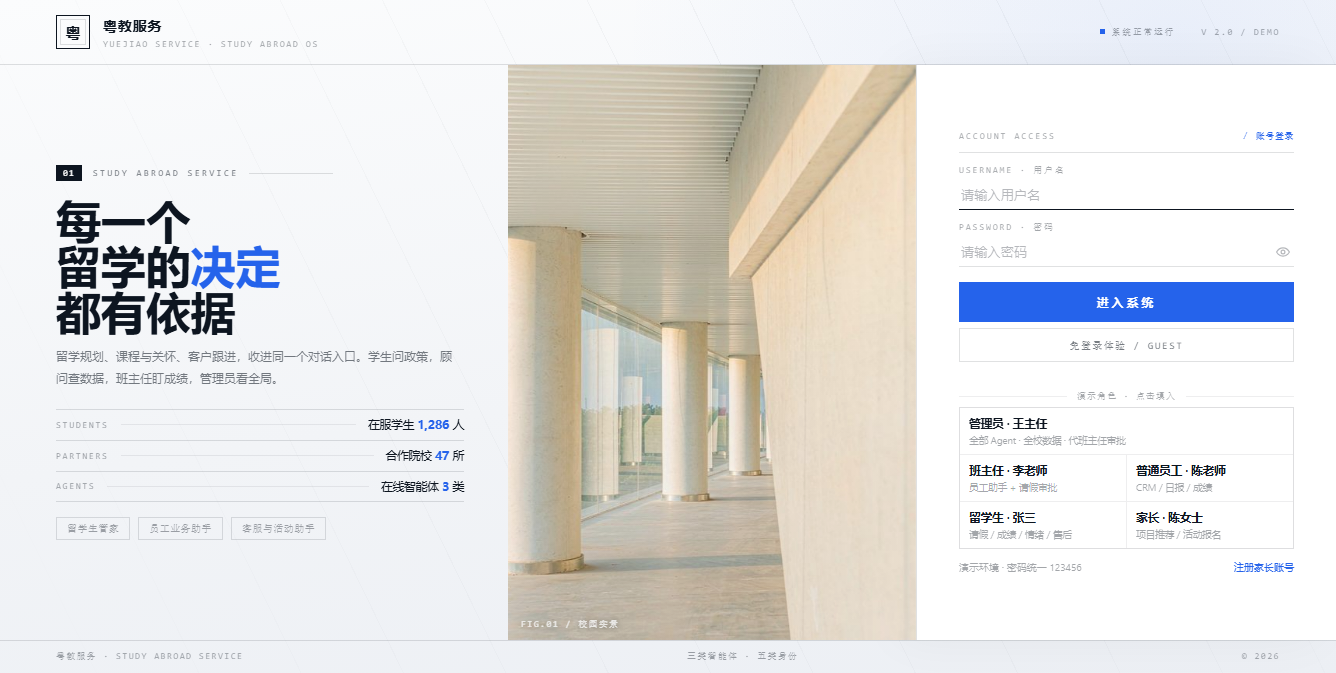 粤
粤教服务
YUEJIAO SERVICE · STUDY ABROAD OS
系统正常运行
V 2.0 / DEMO
01 STUDY ABROAD SERVICE
每一个
留学的决定
都有依据
留学规划、课程与关怀、客户跟进，收进同一个对话入口。学生问政策，顾
问查数据，班主任盯成绩，管理员看全局。
STUDENTS 在服学生 1,286 人
PARTNERS 合作院校 47 所
AGENTS 在线智能体 3 类
留学生管家
员工业务助手
客服与活动助手
FIG.01 / 校园实景
ACCOUNT ACCESS
/ 账号登录
USERNAME · 用户名
请输入用户名
PASSWORD · 密码
请输入密码
进入系统
免登录体验 / GUEST
演示角色 · 点击填入
管理员 · 王主任
全部 Agent · 全校数据 · 代班主任审批
班主任 · 李老师
员工助手 + 请假审批
普通员工 · 陈老师
CRM / 日报 / 成绩
留学生 · 张三
请假 / 成绩 / 情绪 / 售后
家长 · 陈女士
项目推荐 / 活动报名
演示环境 · 密码统一 123456
注册家长账号
粤教服务 · STUDY ABROAD SERVICE
三类智能体 · 五类身份
© 2026